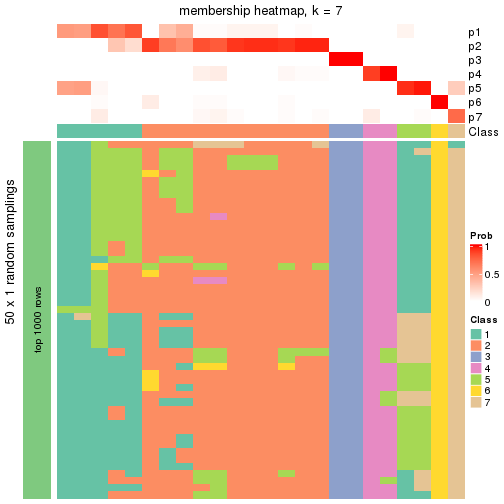 membership heatmap, k = 7
p1
p2
p3
p4
p5
p6
p7
Class
50 x 1 random samplings
top 1000 rows
Prob
1
0.5
0
Class
1
2
3
4
5
6
7